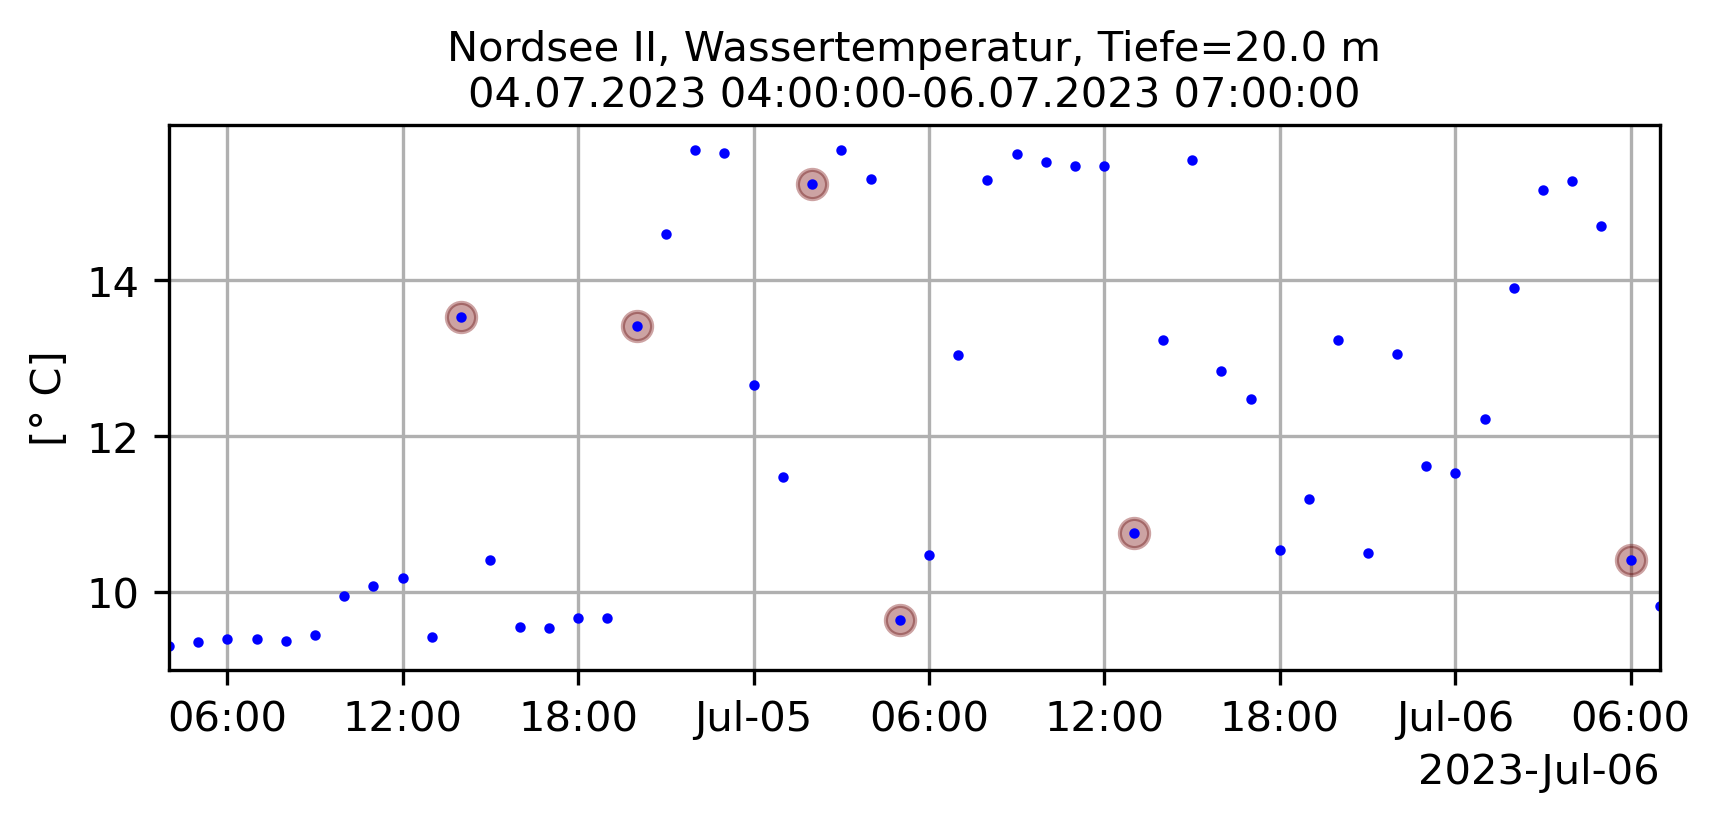 Nordsee II, Wassertemperatur, Tiefe=20.0 m
04.07.2023 04:00:00-06.07.2023 07:00:00
[° C]
14
12
10
06:00 12:00 18:00 Jul-05 06:00 12:00 18:00 Jul-06 06:00
2023-Jul-06